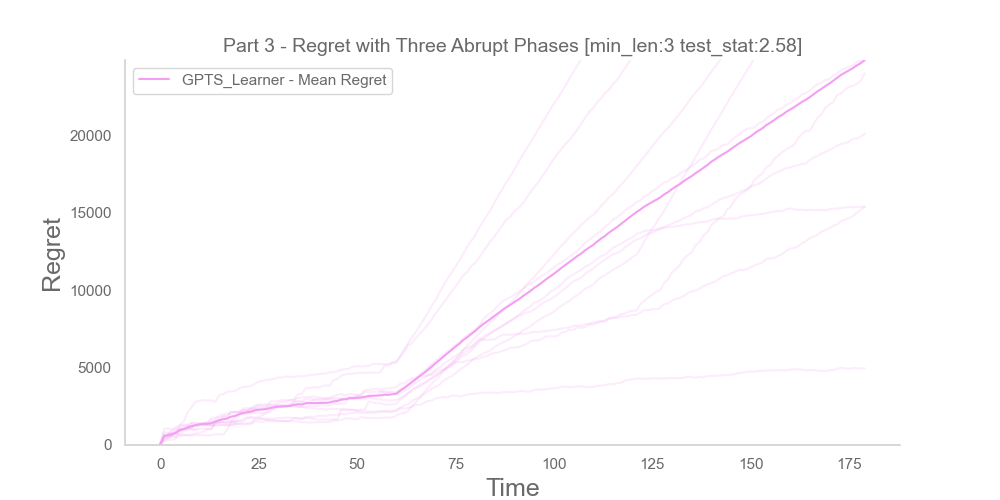 Part 3 - Regret with Three Abrupt Phases [min_len:3 test_stat:2.58]
GPTS_Learner - Mean Regret
20000
15000
10000
5000
0
Regret
0 25 50 75 100 125 150 175
Time